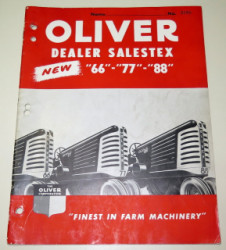 OLIVER
DEALER SALESTEX
NEW "66"-"77"-"88"
OLIVER
"FINEST IN FARM MACHINERY"